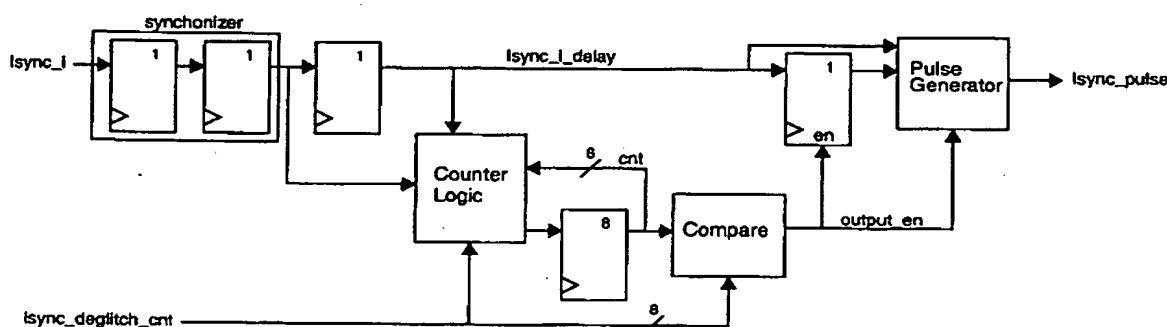 synchonizer
1
1
1
lsync_i
lsync_i_delay
1
en
Pulse
Generator
lsync_pulse
6
cnt
Counter
Logic
8
Compare
output_en
lsync_deglitch_cnt
8